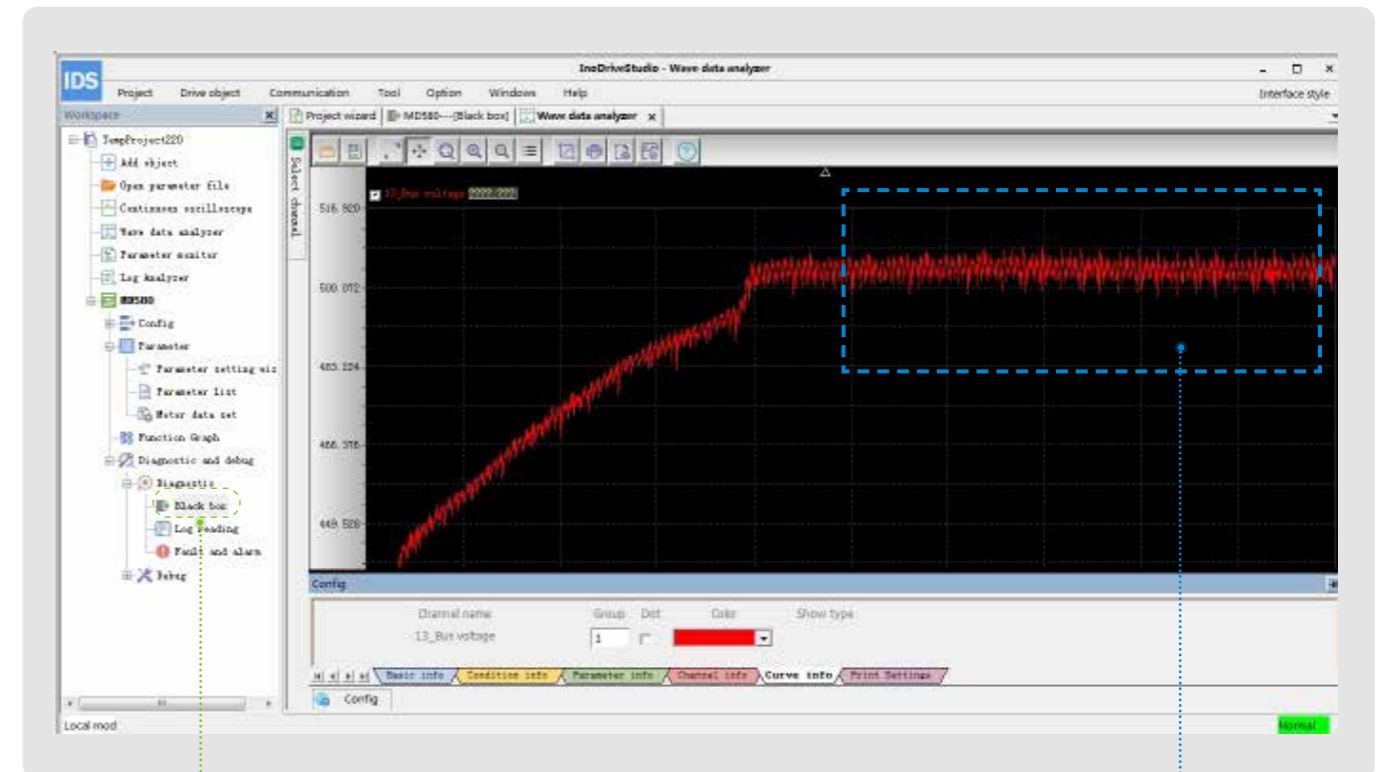 InoDriveStudio - Wave data analyzer
IDS
Project Drive object Communication Tool Option Windows Help
Interface style
Workspace
Project wizard MD580---[Black box] Wave data analyzer x
TempProject220
Add object
Open parameter file
Continuous oscilloscope
Wave data analyzer
Parameter monitor
Log Analyzer
MD580
Config
Parameter
Parameter setting wiz
Parameter list
Motor data set
Function Graph
Diagnostic and debug
Diagnostic
Black box
Log reading
Fault and alarm
Debug
Local mod
Select channel
13_Bus voltage
516.920
500.072
483.224
466.376
449.528
Config
Channel name Group Dot Color Show type
13_Bus voltage 1
Basic info Condition info Parameter info Channel info Curve info Print Settings
Config
Normal